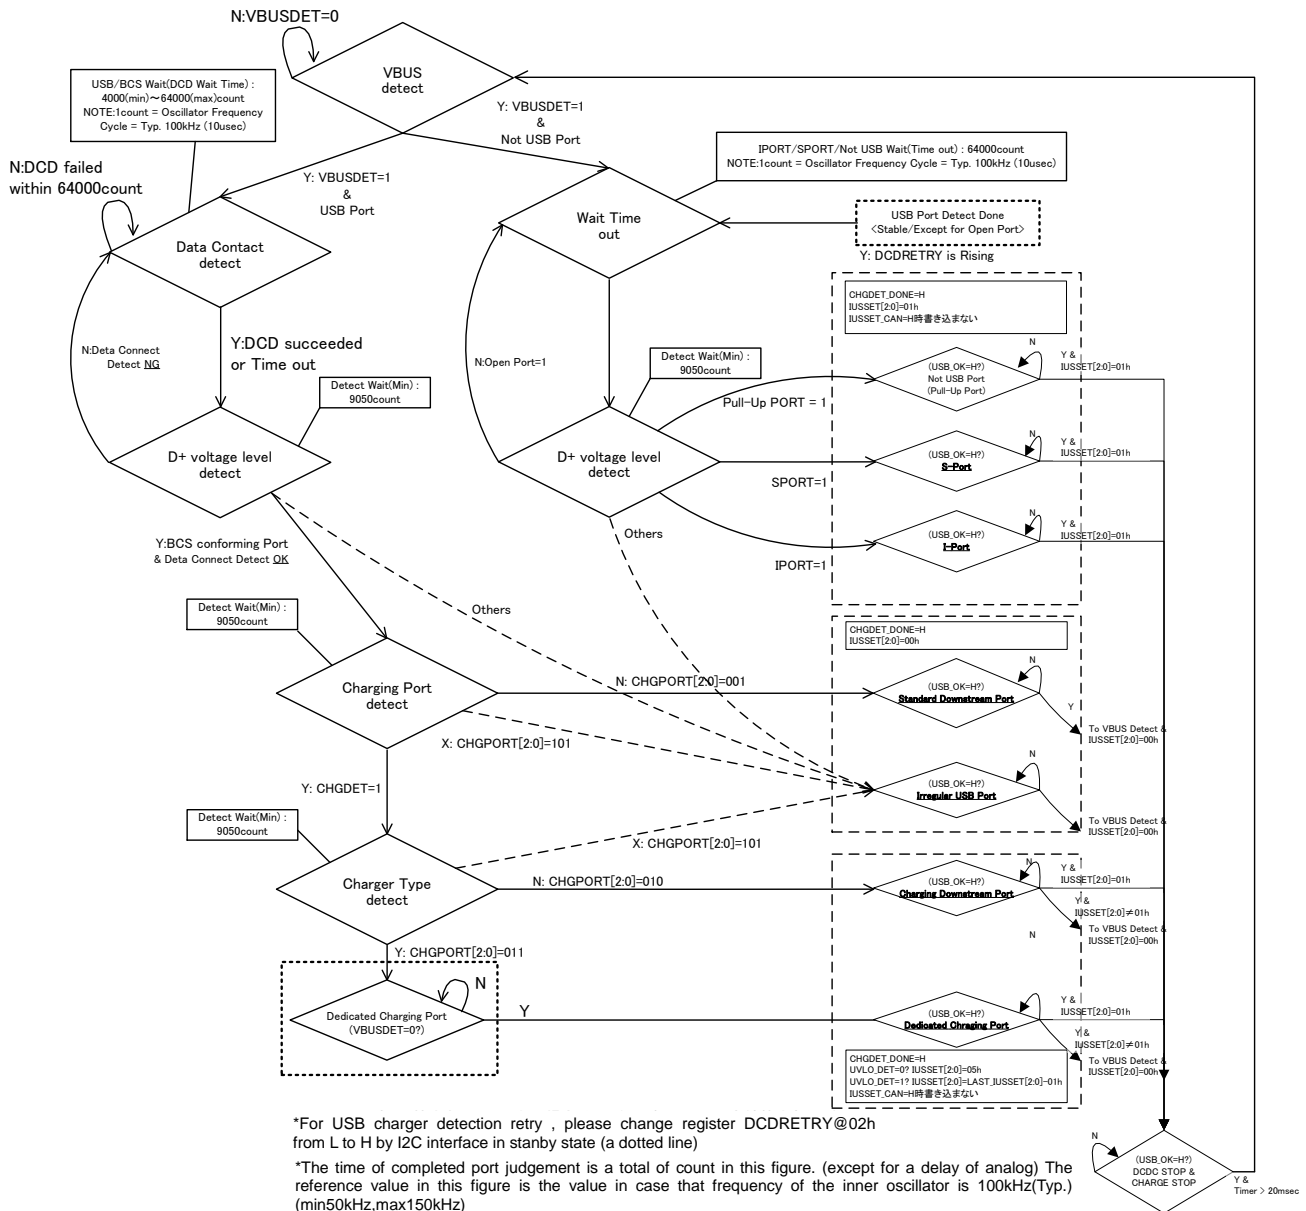 N:VBUSDET=0
VBUS
detect
USB/BCS Wait(DCD Wait Time) :
4000(min)～64000(max)count
NOTE:1count = Oscillator Frequency
Cycle = Typ. 100kHz (10usec)
Y: VBUSDET=1
&
Not USB Port
IPORT/SPORT/Not USB Wait(Time out) : 64000count
NOTE:1count = Oscillator Frequency Cycle = Typ. 100kHz (10usec)
N:DCD failed
within 64000count
Y: VBUSDET=1
&
USB Port
Data Contact
detect
Wait Time
out
USB Port Detect Done
<Stable/Except for Open Port>
Y: DCDRETRY is Rising
CHGDET_DONE=H
IUSSET[2:0]=01h
IUSSET_CAN=H時書き込まない
N:Deta Connect
Detect NG
Y:DCD succeeded
or Time out
Detect Wait(Min) :
9050count
N:Open Port=1
Detect Wait(Min) :
9050count
Pull-Up PORT = 1
(USB_OK=H?)
Not USB Port
(Pull-Up Port)
N
Y &
IUSSET[2:0]=01h
D+ voltage level
detect
D+ voltage level
detect
SPORT=1
(USB_OK=H?)
S-Port
N
Y &
IUSSET[2:0]=01h
Others
IPORT=1
(USB_OK=H?)
I-Port
N
Y &
IUSSET[2:0]=01h
Y:BCS conforming Port
& Deta Connect Detect OK
Detect Wait(Min) :
9050count
Others
CHGDET_DONE=H
IUSSET[2:0]=00h
Charging Port
detect
N: CHGPORT[2:0]=001
(USB_OK=H?)
Standard Downstream Port
N
Y
To VBUS Detect &
IUSSET[2:0]=00h
X: CHGPORT[2:0]=101
Y: CHGDET=1
(USB_OK=H?)
Irregular USB Port
N
To VBUS Detect &
IUSSET[2:0]=00h
Detect Wait(Min) :
9050count
X: CHGPORT[2:0]=101
Charger Type
detect
N: CHGPORT[2:0]=010
(USB_OK=H?)
Charging Downstream Port
N
Y &
IUSSET[2:0]=01h
Y &
IUSSET[2:0]≠01h
To VBUS Detect &
IUSSET[2:0]=00h
N
Y: CHGPORT[2:0]=011
Dedicated Charging Port
(VBUSDET=0?)
N
Y
(USB_OK=H?)
Dedicated Chraging Port
Y &
IUSSET[2:0]=01h
Y &
IUSSET[2:0]≠01h
To VBUS Detect &
IUSSET[2:0]=00h
CHGDET_DONE=H
UVLO_DET=0? IUSSET[2:0]=05h
UVLO_DET=1? IUSSET[2:0]=LAST_IUSSET[2:0]-01h
IUSSET_CAN=H時書き込まない
*For USB charger detection retry , please change register DCDRETRY@02h
from L to H by I2C interface in stanby state (a dotted line)
*The time of completed port judgement is a total of count in this figure. (except for a delay of analog) The
reference value in this figure is the value in case that frequency of the inner oscillator is 100kHz(Typ.)
(min50kHz,max150kHz)
N
(USB_OK=H?)
DCDC STOP &
CHARGE STOP
Y &
Timer > 20msec